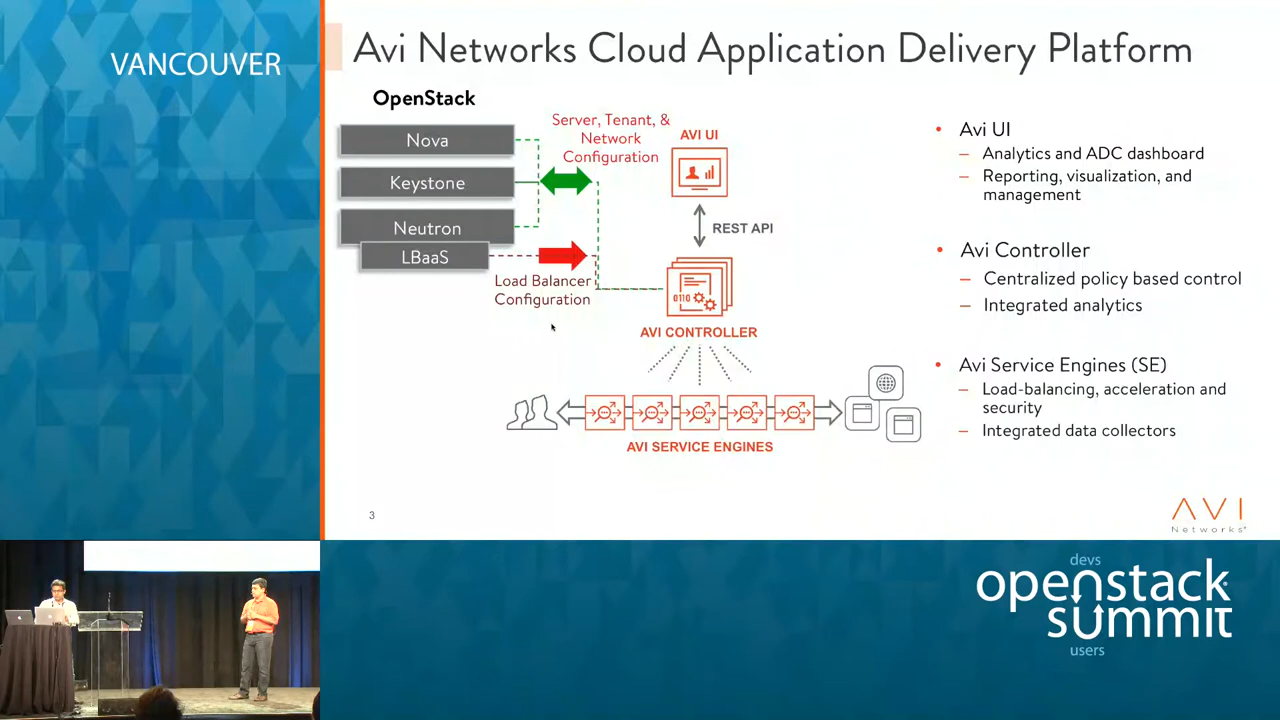 VANCOUVER
Avi Networks Cloud Application Delivery Platform
OpenStack
Nova
Keystone
Neutron
LBaaS
Server, Tenant, &
Network
Configuration
Load Balancer
Configuration
AVI UI
REST API
0110
AVI CONTROLLER
AVI SERVICE ENGINES
• Avi UI
– Analytics and ADC dashboard
– Reporting, visualization, and
management
• Avi Controller
– Centralized policy based control
– Integrated analytics
• Avi Service Engines (SE)
– Load-balancing, acceleration and
security
– Integrated data collectors
3
AVI
Networks
devs
openstack
summit
users